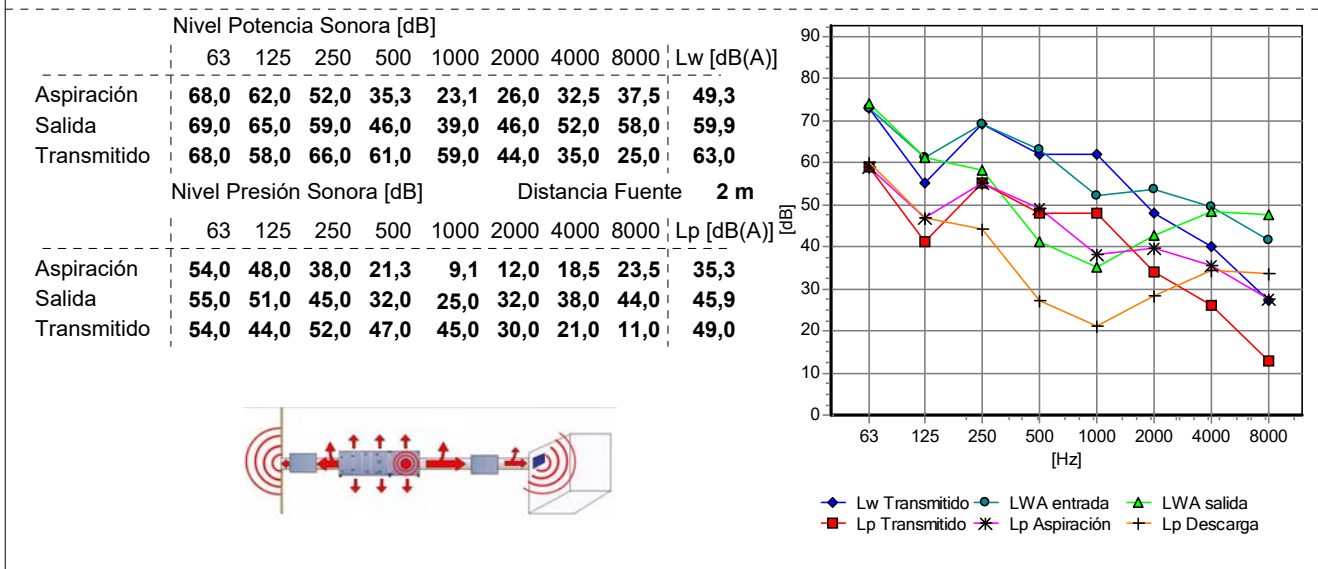 Nivel Potencia Sonora [dB]
63 125 250 500 1000 2000 4000 8000 Lw [dB(A)]
Aspiración 68,0 62,0 52,0 35,3 23,1 26,0 32,5 37,5 49,3
Salida 69,0 65,0 59,0 46,0 39,0 46,0 52,0 58,0 59,9
Transmitido 68,0 58,0 66,0 61,0 59,0 44,0 35,0 25,0 63,0
Nivel Presión Sonora [dB] Distancia Fuente 2 m
63 125 250 500 1000 2000 4000 8000 Lp [dB(A)]
Aspiración 54,0 48,0 38,0 21,3 9,1 12,0 18,5 23,5 35,3
Salida 55,0 51,0 45,0 32,0 25,0 32,0 38,0 44,0 45,9
Transmitido 54,0 44,0 52,0 47,0 45,0 30,0 21,0 11,0 49,0
90
80
70
60
50
40
30
20
10
0
[dB]
63 125 250 500 1000 2000 4000 8000
[Hz]
Lw Transmitido LWA entrada LWA salida
Lp Transmitido Lp Aspiración Lp Descarga